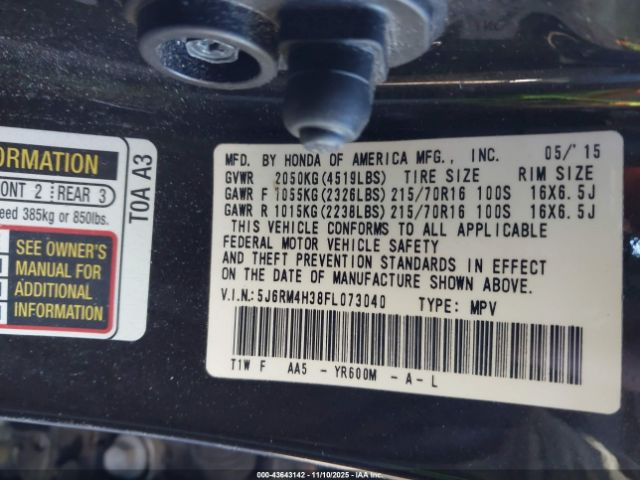 ORMATION
ONT 2 REAR 3
eed 385kg or 850lbs.
SEE OWNER'S
MANUAL FOR
ADDITIONAL
INFORMATION
T0A A3
MFD. BY HONDA OF AMERICA MFG., INC. 05/'15
GVWR 2050KG(4519LBS) TIRE SIZE RIM SIZE
GAWR F 1055KG(2326LBS) 215/70R16 100S 16X6.5J
GAWR R 1015KG(2238LBS) 215/70R16 100S 16X6.5J
THIS VEHICLE CONFORMS TO ALL APPLICABLE
FEDERAL MOTOR VEHICLE SAFETY
AND THEFT PREVENTION STANDARDS IN EFFECT
ON THE DATE OF MANUFACTURE SHOWN ABOVE.
V.I.N:5J6RM4H38FL073040 TYPE: MPV
T1W F AA5 - YR600M - A - L
© IAA 000-43643142 | 11/10/2025 | IAAI.COM